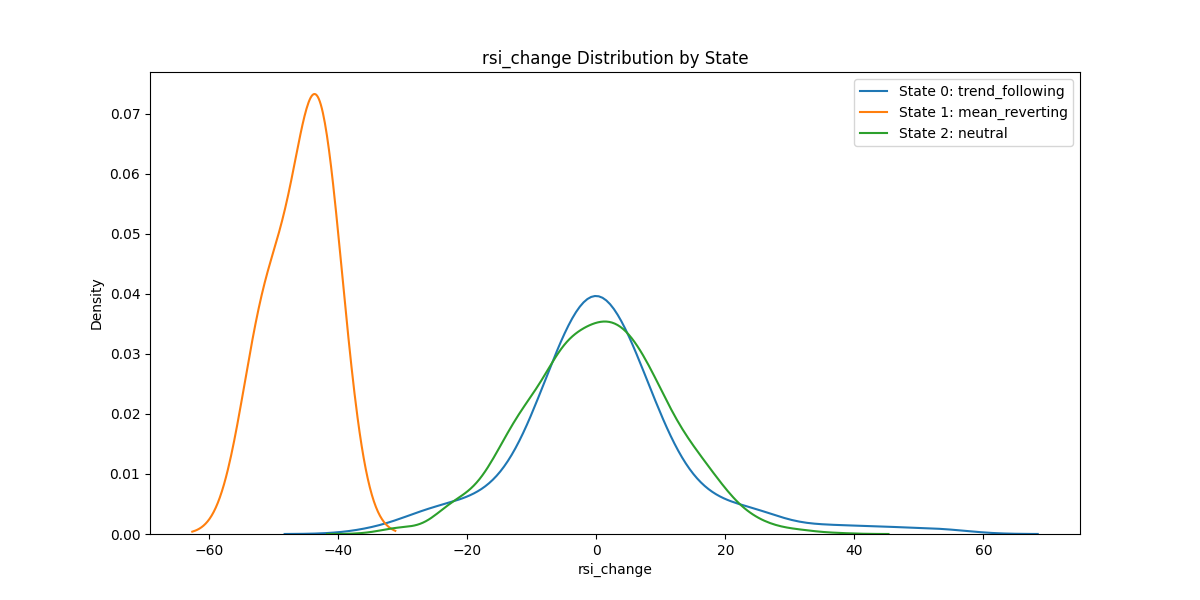 rsi_change Distribution by State
State 0: trend_following
State 1: mean_reverting
State 2: neutral
Density
0.07
0.06
0.05
0.04
0.03
0.02
0.01
0.00
−60 −40 −20 0 20 40 60
rsi_change